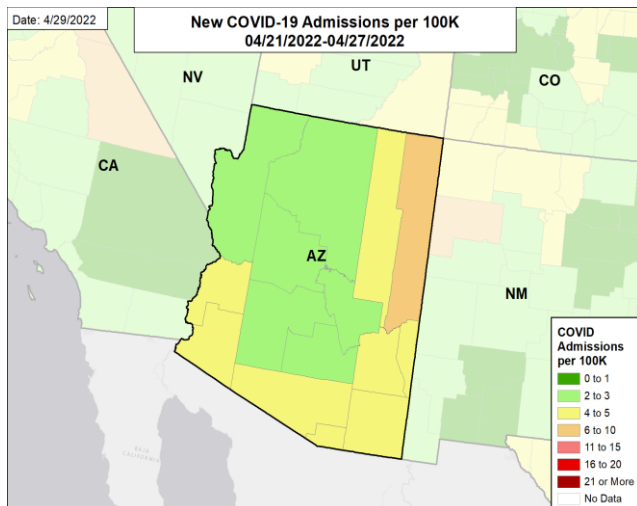 Date: 4/29/2022
New COVID-19 Admissions per 100K
04/21/2022-04/27/2022
NV
UT
CO
CA
AZ
NM
BAJA
CALIFORNIA
COVID
Admissions
per 100K
0 to 1
2 to 3
4 to 5
6 to 10
11 to 15
16 to 20
21 or More
No Data